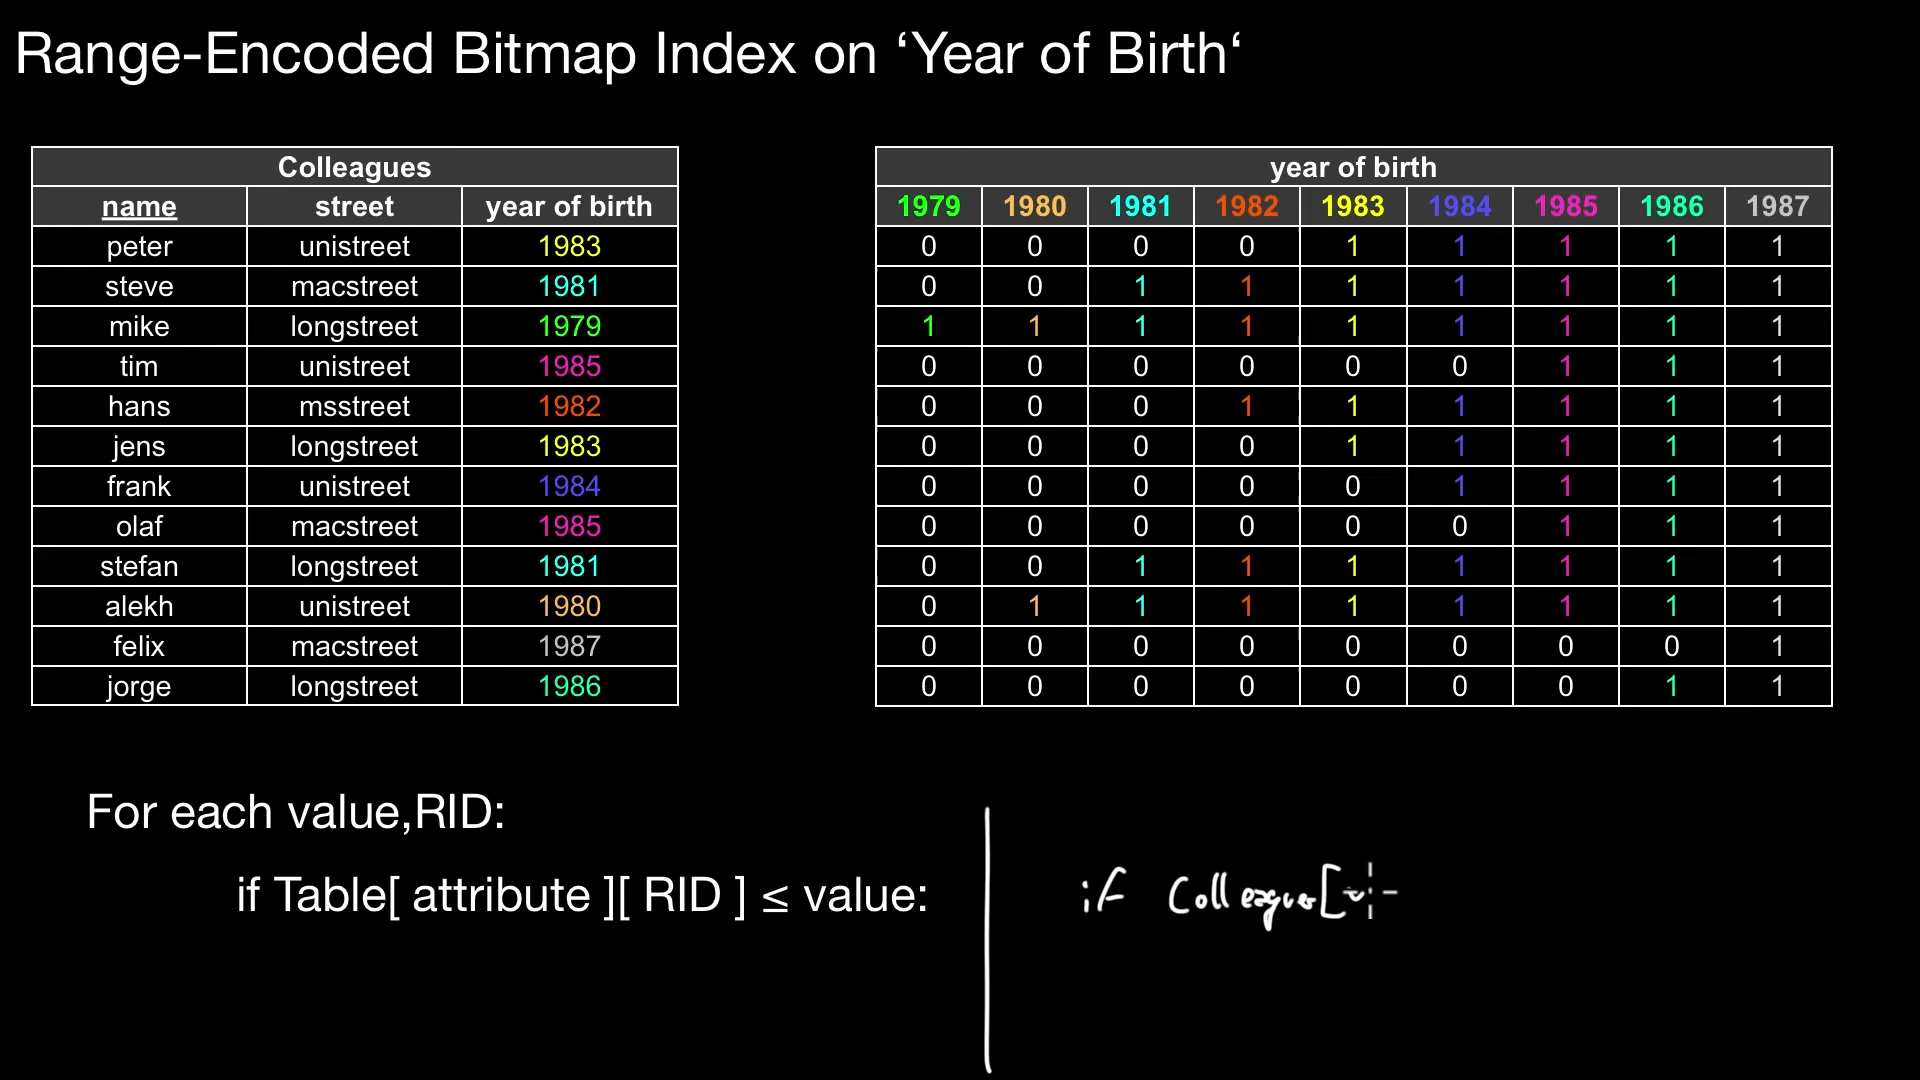 Range-Encoded Bitmap Index on ‘Year of Birth‘
Colleagues
name street year of birth
peter unistreet 1983
steve macstreet 1981
mike longstreet 1979
tim unistreet 1985
hans msstreet 1982
jens longstreet 1983
frank unistreet 1984
olaf macstreet 1985
stefan longstreet 1981
alekh unistreet 1980
felix macstreet 1987
jorge longstreet 1986
year of birth
1979 1980 1981 1982 1983 1984 1985 1986 1987
0 0 0 0 1 1 1 1 1
0 0 1 1 1 1 1 1 1
1 1 1 1 1 1 1 1 1
0 0 0 0 0 0 1 1 1
0 0 0 1 1 1 1 1 1
0 0 0 0 1 1 1 1 1
0 0 0 0 0 1 1 1 1
0 0 0 0 0 0 1 1 1
0 0 1 1 1 1 1 1 1
0 1 1 1 1 1 1 1 1
0 0 0 0 0 0 0 0 1
0 0 0 0 0 0 0 1 1
For each value,RID:
if Table[ attribute ][ RID ] ≤ value:
if Colleagues[